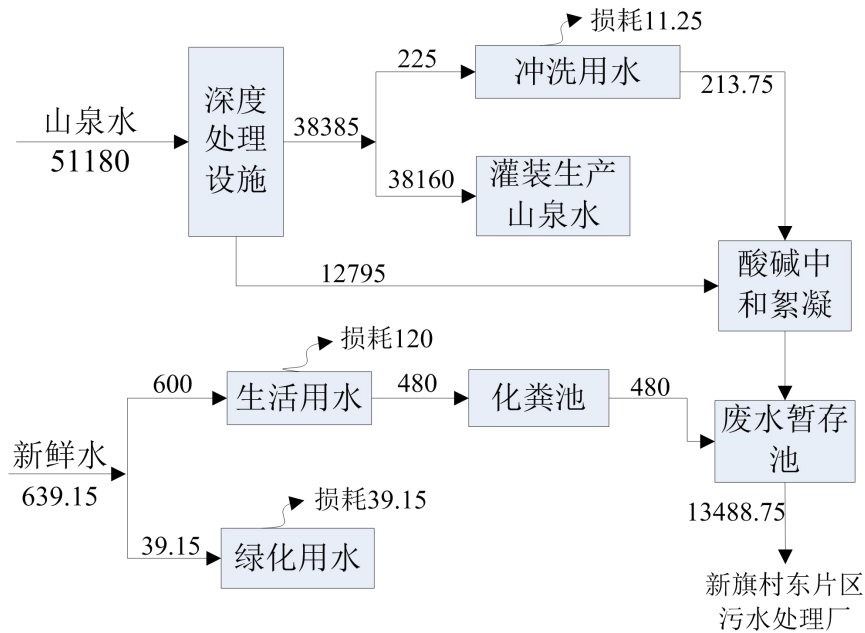 损耗11.25
225
冲洗用水
213.75
深度
处理
设施
山泉水
51180
38385
38160
灌装生产
山泉水
12795
酸碱中
和絮凝
损耗120
600
生活用水
480
化粪池
480
废水暂存
池
新鲜水
639.15
损耗39.15
39.15
绿化用水
13488.75
新旗村东片区
污水处理厂